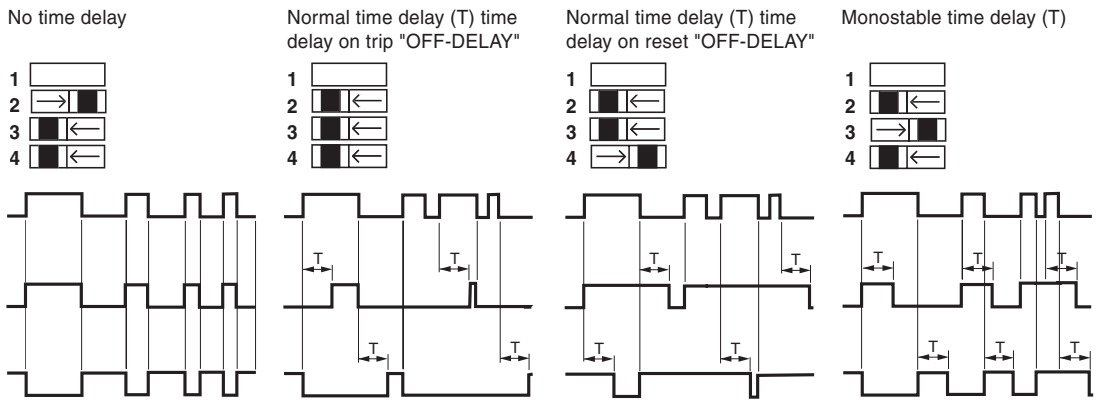 No time delay
1
2
3
4
Normal time delay (T) time
delay on trip "OFF-DELAY"
1
2
3
4
T
T
T
T
Normal time delay (T) time
delay on reset "OFF-DELAY"
1
2
3
4
T
T
T
T
Monostable time delay (T)
1
2
3
4
T
T
T
T
T
T